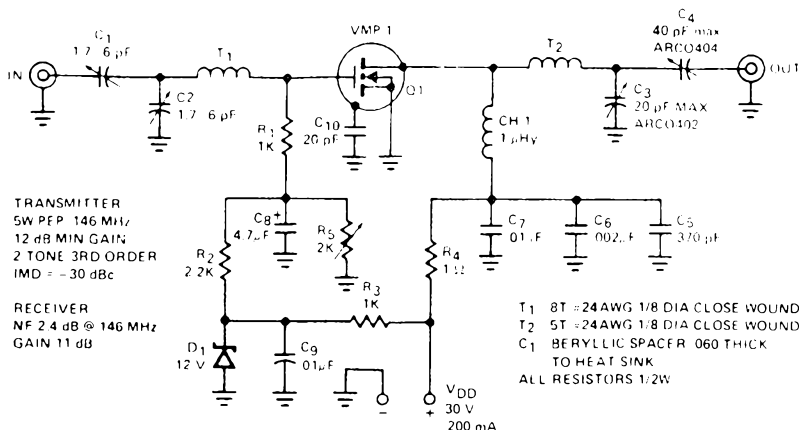 C1
1.7 6 pF
IN
T1
VMP 1
Q1
C2
1.7 6 pF
R1
1K
C10
20 pF
T2
C4
40 pF max
ARCO404
OUT
C3
20 pF MAX
ARCO402
CH 1
1 µHy
TRANSMITTER
5W PEP 146 MHz
12 dB MIN GAIN
2 TONE 3RD ORDER
IMD = -30 dBc
RECEIVER
NF 2.4 dB @ 146 MHz
GAIN 11 dB
R2
2.2K
C8 +
4.7µF
R5
2K
R3
1K
R4
1Ω
C7
.01µF
C6
.002µF
C5
370 pF
D1
12 V
C9
.01µF
-
+
VDD
30 V
200 mA
T1 8T =24AWG 1/8 DIA CLOSE WOUND
T2 5T =24AWG 1/8 DIA CLOSE WOUND
C1 BERYLLIC SPACER .060 THICK
TO HEAT SINK
ALL RESISTORS 1/2W